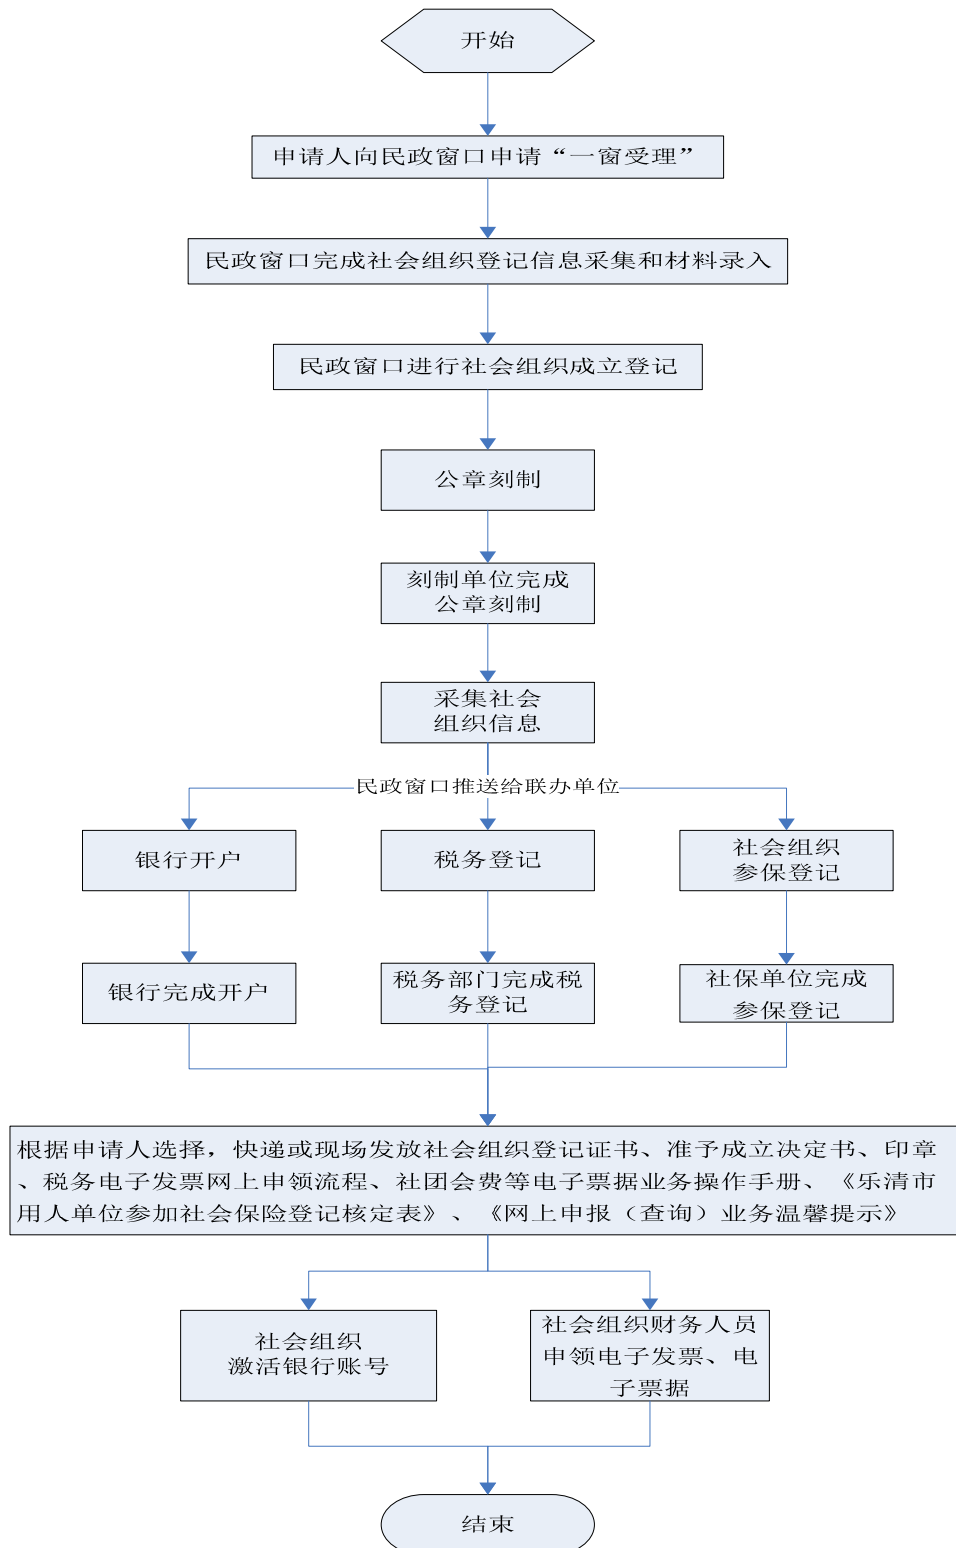 开始
申请人向民政窗口申请“一窗受理”
民政窗口完成社会组织登记信息采集和材料录入
民政窗口进行社会组织成立登记
公章刻制
刻制单位完成
公章刻制
采集社会
组织信息
民政窗口推送给联办单位
银行开户
税务登记
社会组织
参保登记
银行完成开户
税务部门完成税
务登记
社保单位完成
参保登记
根据申请人选择，快递或现场发放社会组织登记证书、准予成立决定书、印章
、税务电子发票网上申领流程、社团会费等电子票据业务操作手册、《乐清市
用人单位参加社会保险登记核定表》、《网上申报（查询）业务温馨提示》
社会组织
激活银行账号
社会组织财务人员
申领电子发票、电
子票据
结束